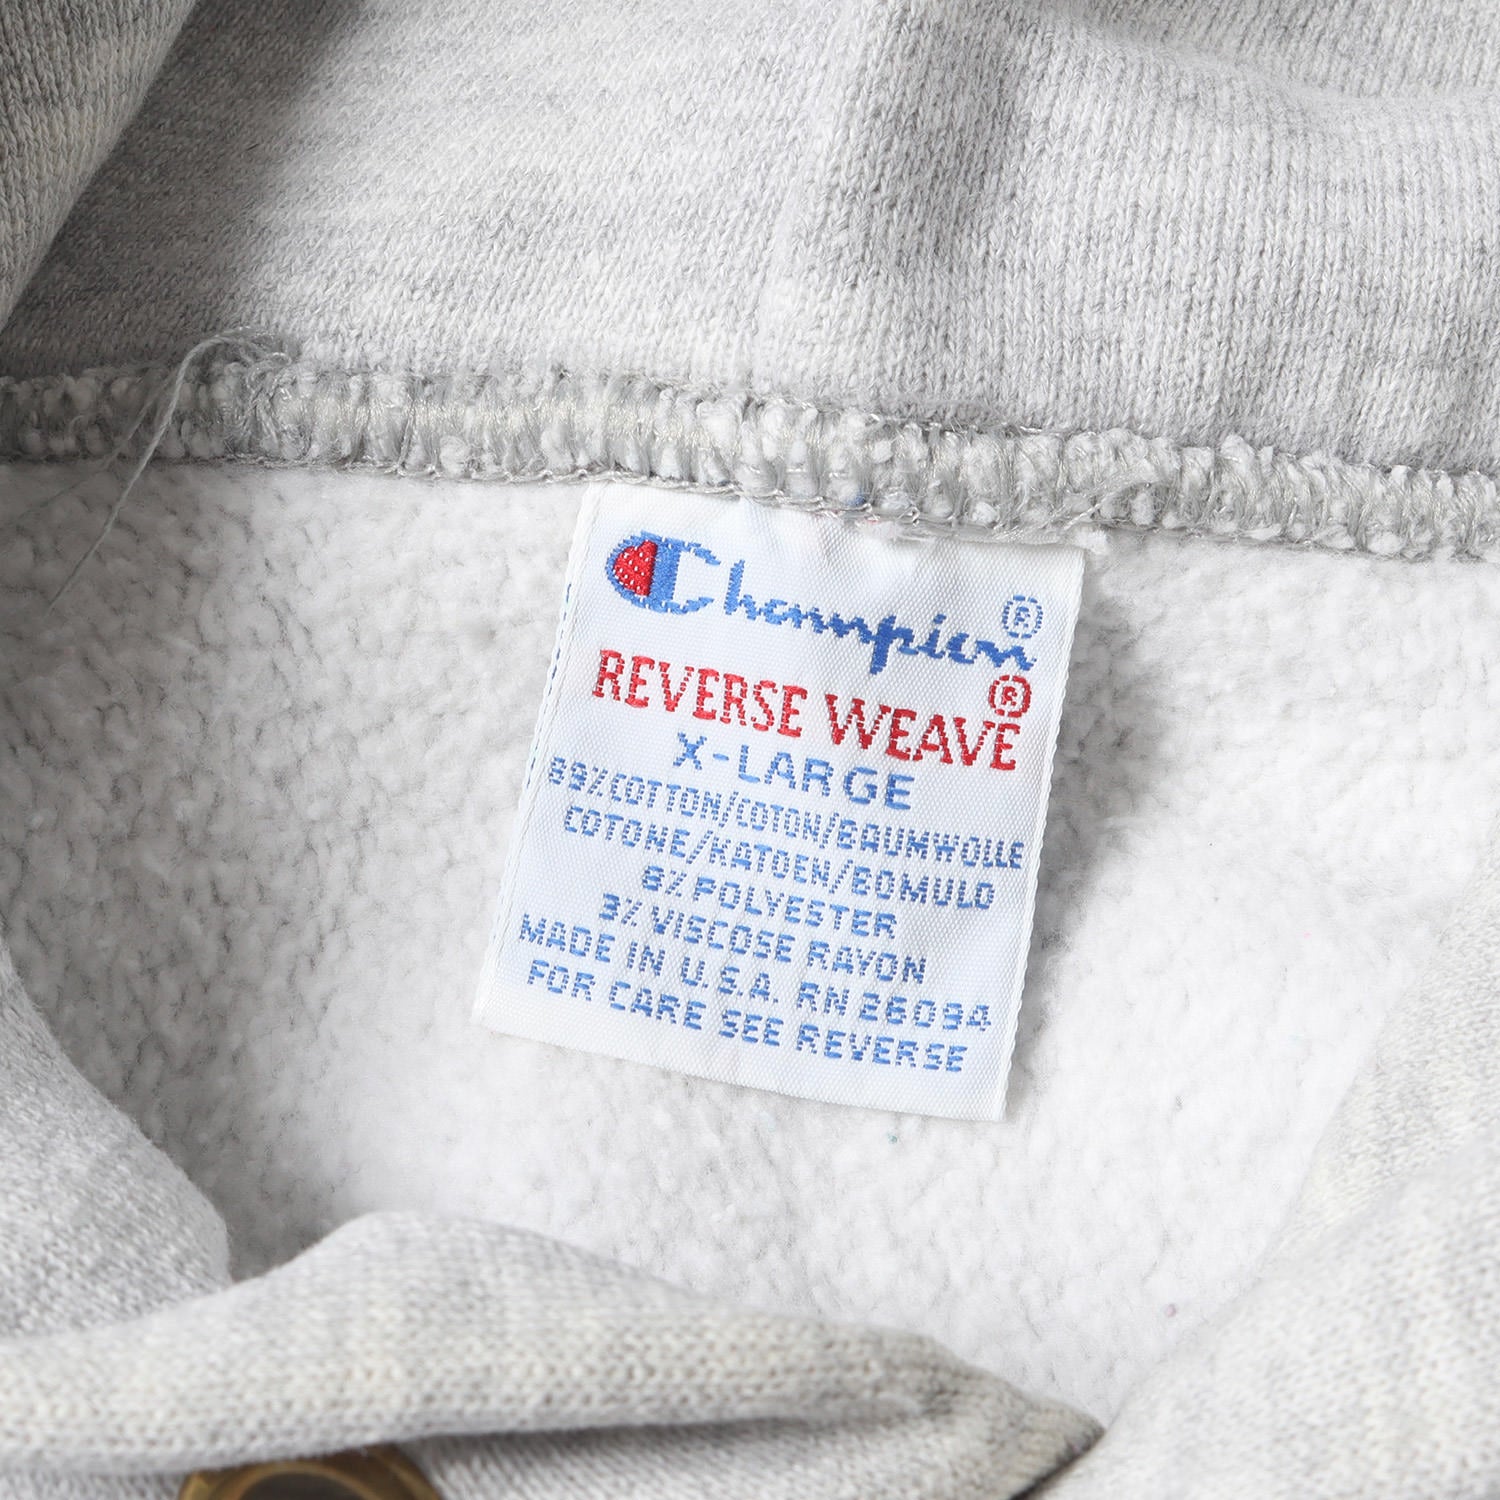 Champion®
REVERSE WEAVE®
X-LARGE
89%COTTON/COTON/BAUMWOLLE
COTONE/KATOEN/BOMULD
8% POLYESTER
3% VISCOSE RAYON
MADE IN U.S.A. RN 26094
FOR CARE SEE REVERSE